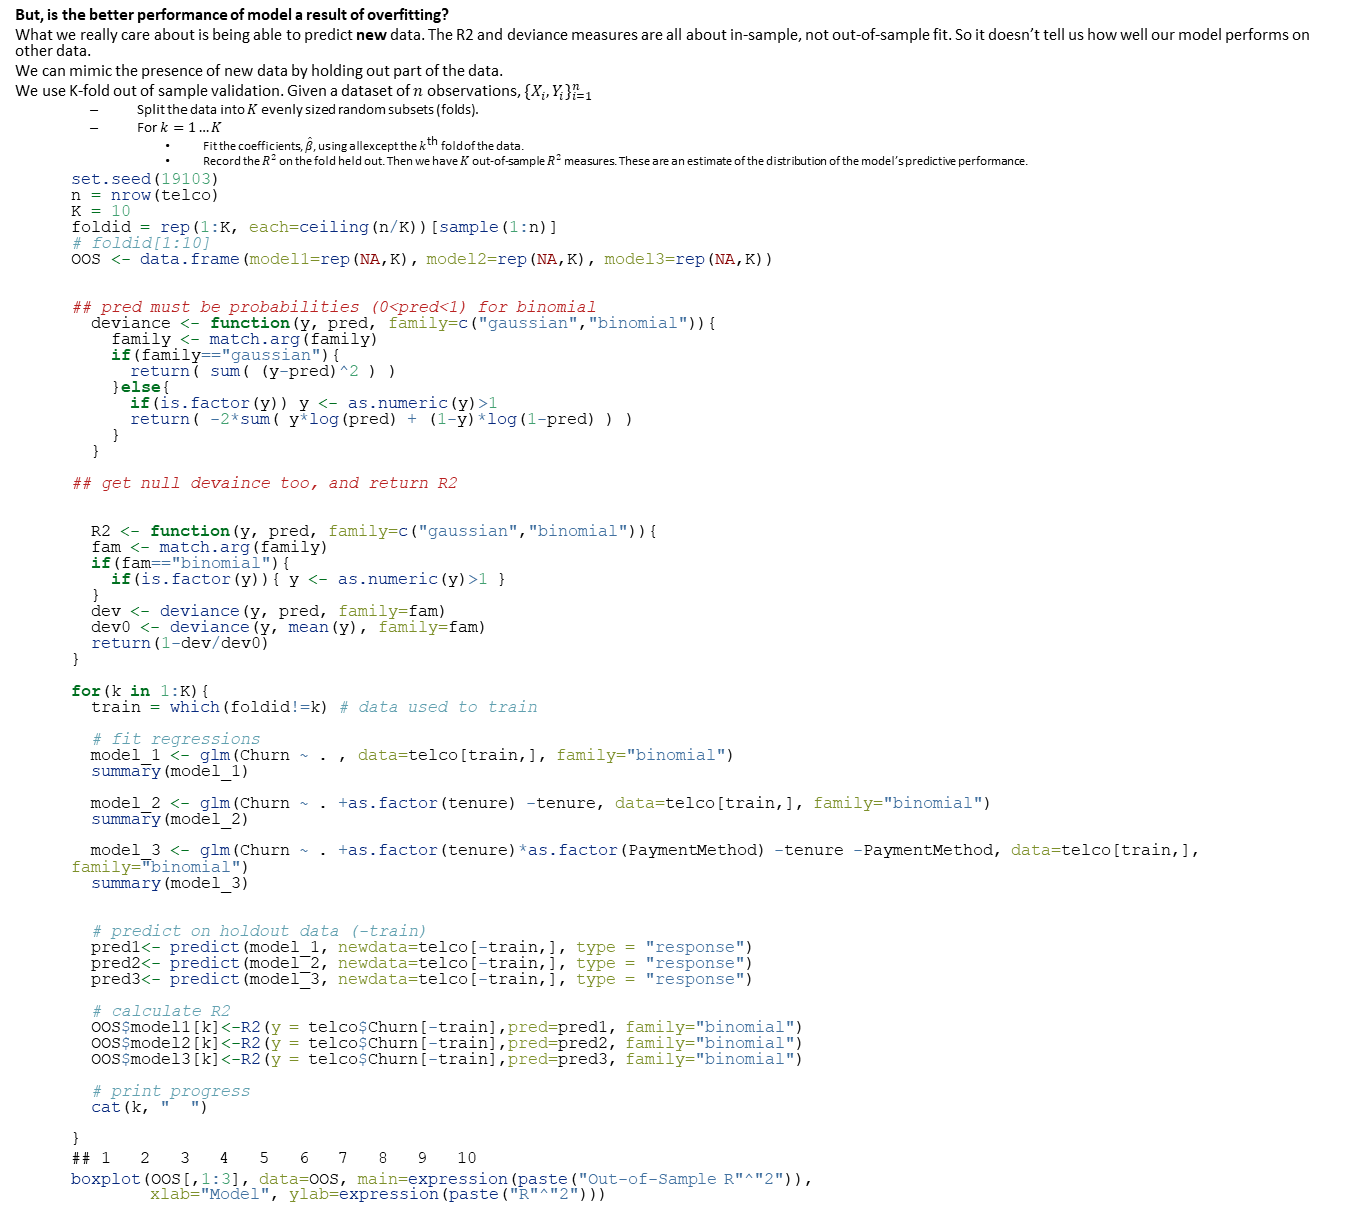 But, is the better performance of model a result of overfitting?
What we really care about is being able to predict new data. The R2 and deviance measures are all about in-sample, not out-of-sample fit. So it doesn't tell us how well our model performs on
other data.
We can mimic the presence of new data by holding out part of the data.
We use K-fold out of sample validation. Given a dataset of n observations, {Xᵢ, Yᵢ}ⁿᵢ₌₁
– Split the data into K evenly sized random subsets (folds).
– For k = 1 … K
• Fit the coefficients, β̂, using allexcept the kth fold of the data.
• Record the R² on the fold held out. Then we have K out-of-sample R² measures. These are an estimate of the distribution of the model's predictive performance.
set.seed(19103)
n = nrow(telco)
K = 10
foldid = rep(1:K, each=ceiling(n/K))[sample(1:n)]
# foldid[1:10]
OOS <- data.frame(model1=rep(NA,K), model2=rep(NA,K), model3=rep(NA,K))
## pred must be probabilities (0<pred<1) for binomial
deviance <- function(y, pred, family=c("gaussian","binomial")){
family <- match.arg(family)
if(family=="gaussian"){
return( sum( (y-pred)^2 ) )
}else{
if(is.factor(y)) y <- as.numeric(y)>1
return( -2*sum( y*log(pred) + (1-y)*log(1-pred) ) )
}
}
## get null devaince too, and return R2
R2 <- function(y, pred, family=c("gaussian","binomial")){
fam <- match.arg(family)
if(fam=="binomial"){
if(is.factor(y)){ y <- as.numeric(y)>1 }
}
dev <- deviance(y, pred, family=fam)
dev0 <- deviance(y, mean(y), family=fam)
return(1-dev/dev0)
}
for(k in 1:K){
train = which(foldid!=k) # data used to train
# fit regressions
model_1 <- glm(Churn ~ . , data=telco[train,], family="binomial")
summary(model_1)
model_2 <- glm(Churn ~ . +as.factor(tenure) -tenure, data=telco[train,], family="binomial")
summary(model_2)
model_3 <- glm(Churn ~ . +as.factor(tenure)*as.factor(PaymentMethod) -tenure -PaymentMethod, data=telco[train,],
family="binomial")
summary(model_3)
# predict on holdout data (-train)
pred1<- predict(model_1, newdata=telco[-train,], type = "response")
pred2<- predict(model_2, newdata=telco[-train,], type = "response")
pred3<- predict(model_3, newdata=telco[-train,], type = "response")
# calculate R2
OOS$model1[k]<-R2(y = telco$Churn[-train],pred=pred1, family="binomial")
OOS$model2[k]<-R2(y = telco$Churn[-train],pred=pred2, family="binomial")
OOS$model3[k]<-R2(y = telco$Churn[-train],pred=pred3, family="binomial")
# print progress
cat(k, "  ")
}
## 1 2 3 4 5 6 7 8 9 10
boxplot(OOS[,1:3], data=OOS, main=expression(paste("Out-of-Sample R"^"2")),
xlab="Model", ylab=expression(paste("R"^"2")))